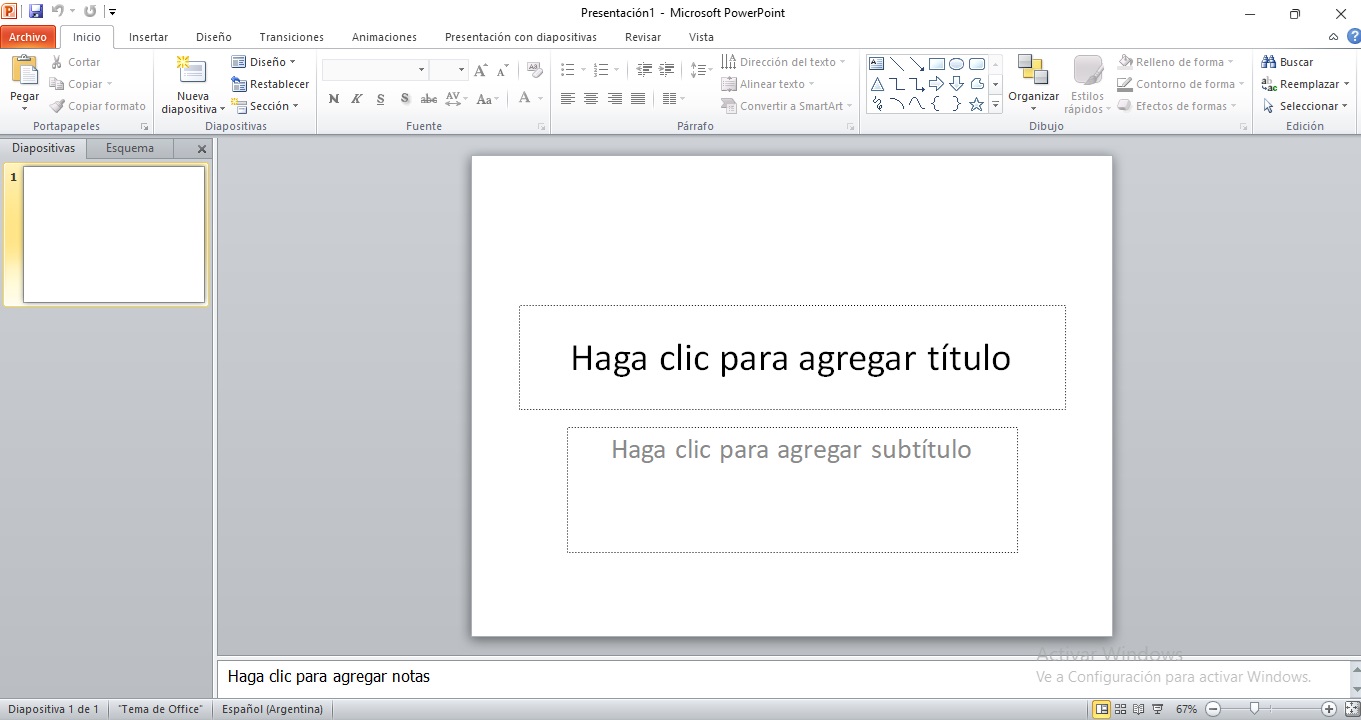 Presentación1 - Microsoft PowerPoint
Archivo Inicio Insertar Diseño Transiciones Animaciones Presentación con diapositivas Revisar Vista
Pegar
Cortar
Copiar
Copiar formato
Portapapeles
Nueva
diapositiva
Diseño
Restablecer
Sección
Diapositivas
N K S S abc AV Aa A
Fuente
Dirección del texto
Alinear texto
Convertir a SmartArt
Párrafo
Organizar
Estilos
rápidos
Relleno de forma
Contorno de forma
Efectos de formas
Dibujo
Buscar
Reemplazar
Seleccionar
Edición
Diapositivas Esquema
1
Haga clic para agregar título
Haga clic para agregar subtítulo
Haga clic para agregar notas
Activar Windows
Ve a Configuración para activar Windows.
Diapositiva 1 de 1 "Tema de Office" Español (Argentina) 67%